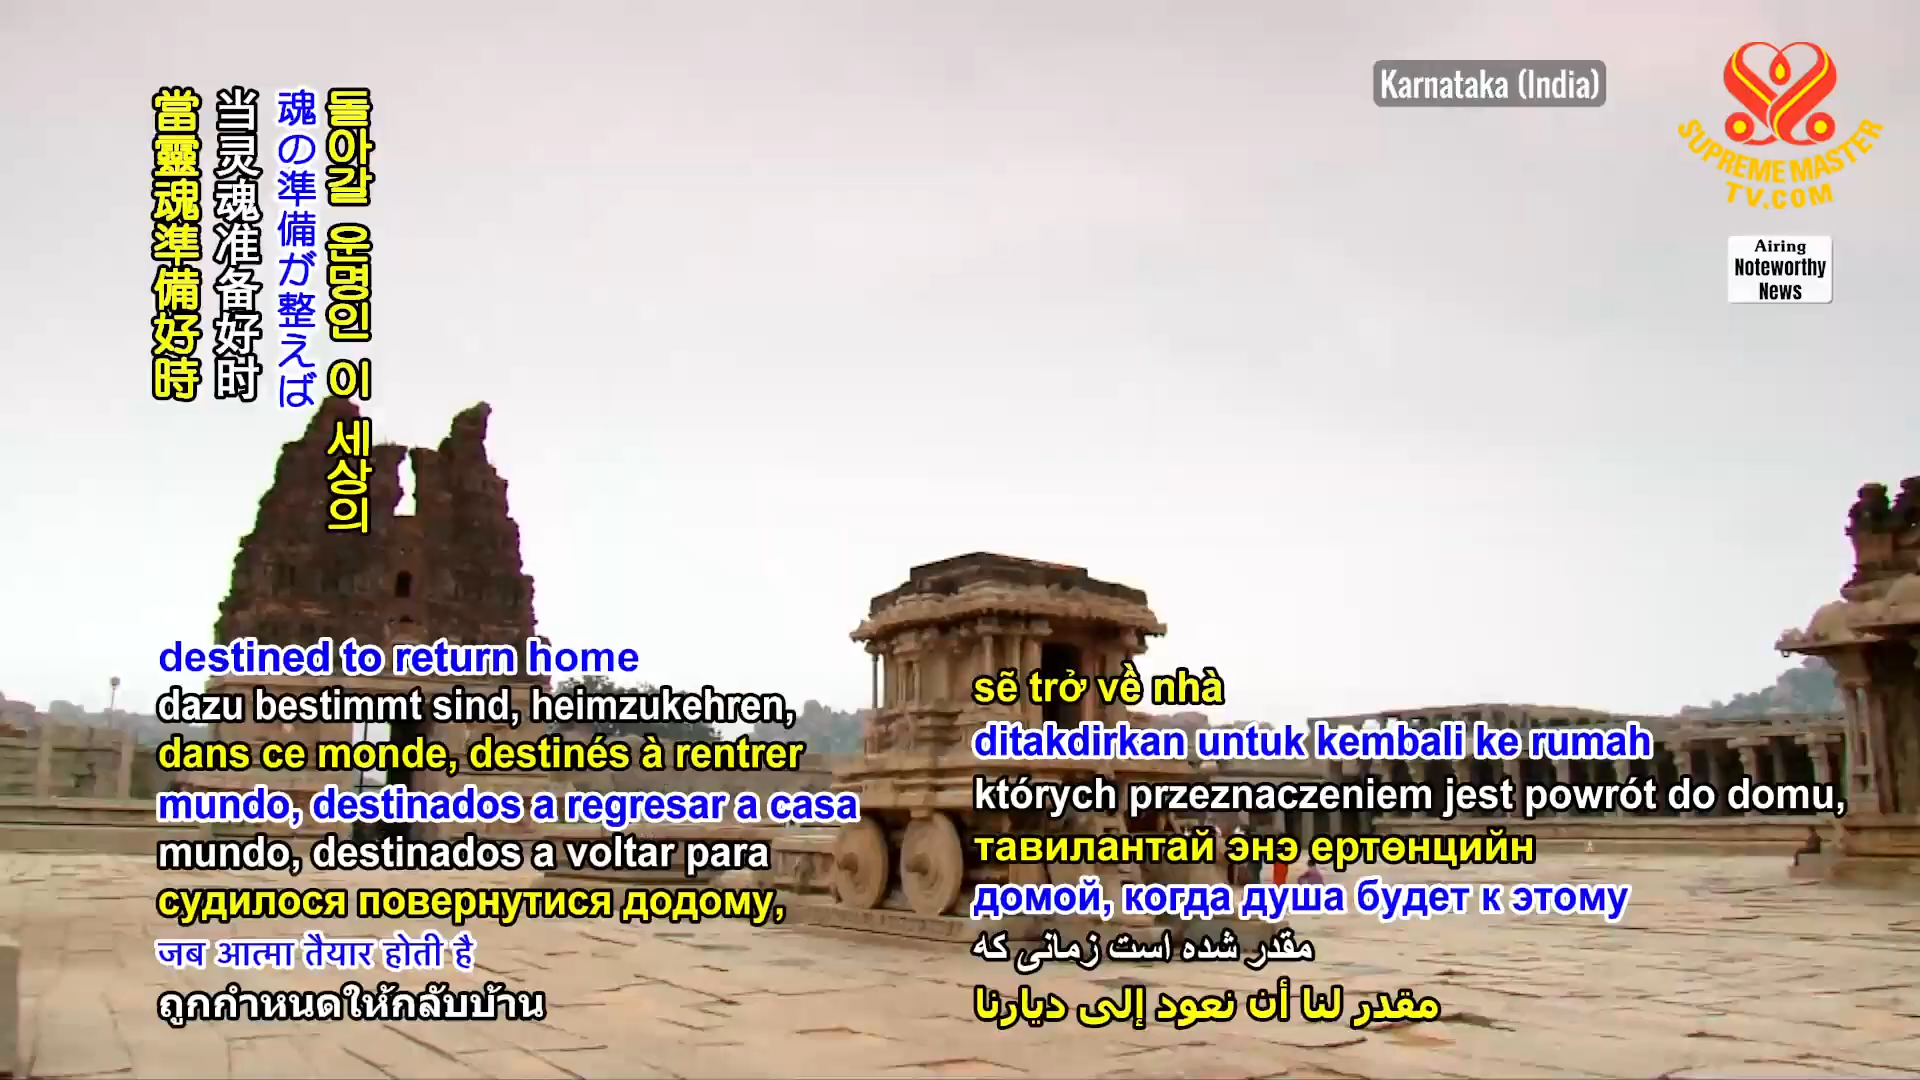 Karnataka (India)
SUPREME MASTER
TV.COM
Airing
Noteworthy
News
돌아갈 운명인 이 세상의
魂の準備が整えば
当灵魂准备好时
當靈魂準備好時
destined to return home
dazu bestimmt sind, heimzukehren,
dans ce monde, destinés à rentrer
mundo, destinados a regresar a casa
mundo, destinados a voltar para
судилося повернутися додому,
जब आत्मा तैयार होती है
ถูกกำหนดให้กลับบ้าน
sẽ trở về nhà
ditakdirkan untuk kembali ke rumah
których przeznaczeniem jest powrót do domu,
тавилантай энэ ертөнцийн
домой, когда душа будет к этому
مقدر شده است زمانی که
مقدر لنا أن نعود إلى ديارنا